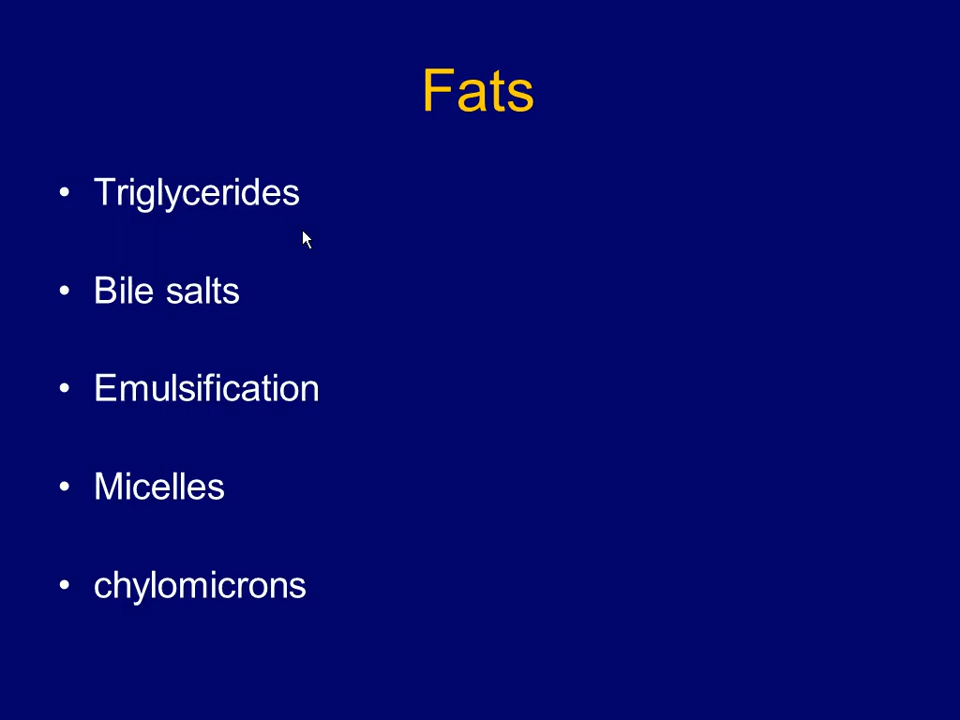 Fats
• Triglycerides
• Bile salts
• Emulsification
• Micelles
• chylomicrons